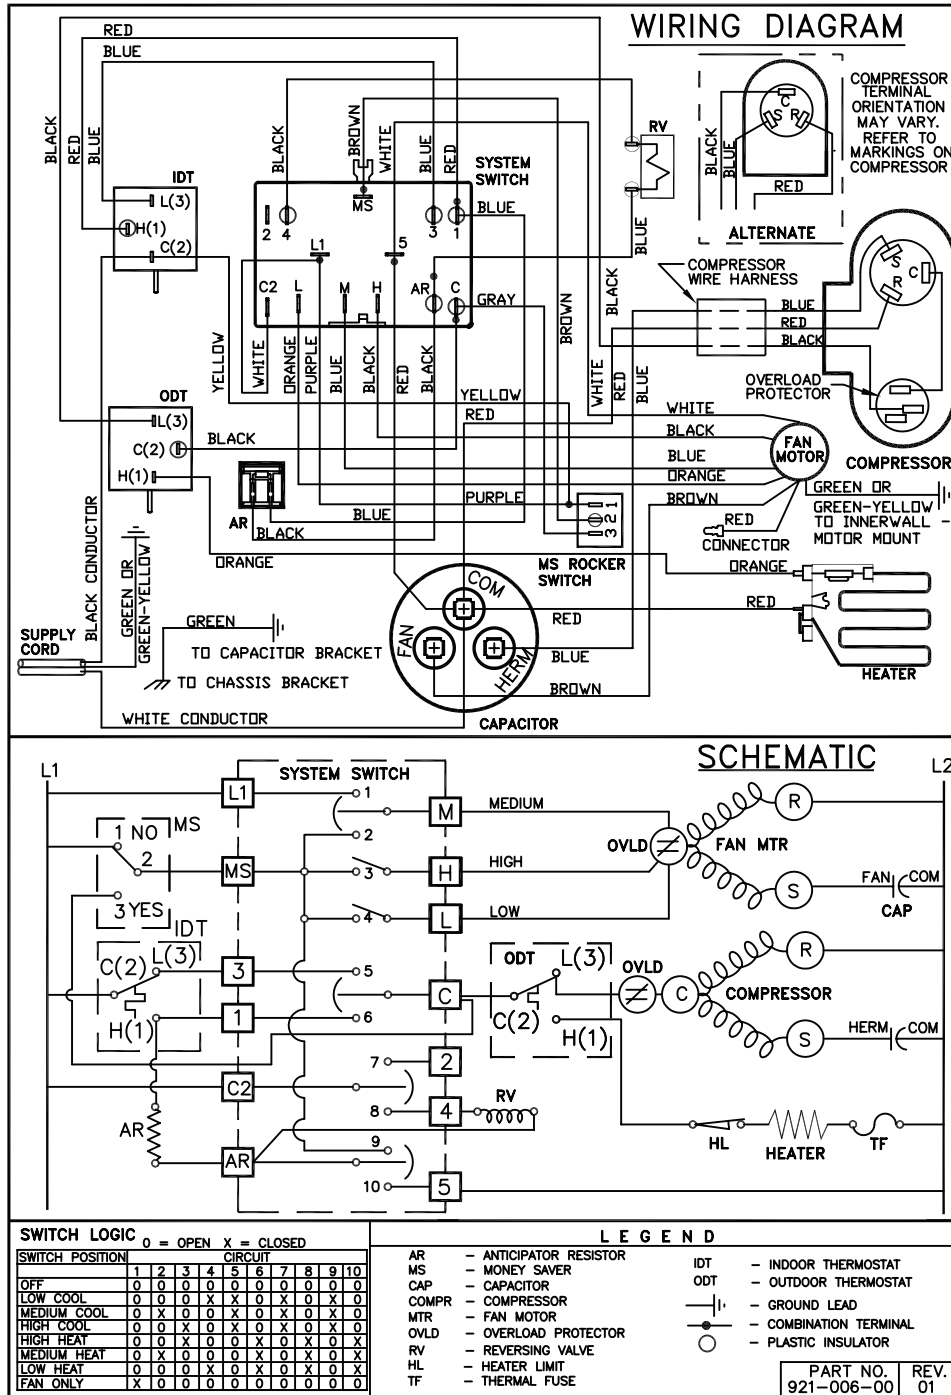 WIRING DIAGRAM
RED
BLUE
BLACK
RED
BLUE
BLACK
BROWN
WHITE
BLUE
RED
SYSTEM
SWITCH
RV
BLACK
BLUE
C
S R
RED
ALTERNATE
COMPRESSOR
TERMINAL
ORIENTATION
MAY VARY.
REFER TO
MARKINGS ON
COMPRESSOR
IDT
L(3)
H(1)
C(2)
MS
2 4
3 1
BLUE
L1
5
C2 L M H AR C
GRAY
BLUE
BLACK
BROWN
COMPRESSOR
WIRE HARNESS
BLUE
RED
BLACK
S
R
C
OVERLOAD
PROTECTOR
COMPRESSOR
YELLOW
WHITE
ORANGE
PURPLE
BLUE
BLACK
RED
BLACK
WHITE
RED
BLUE
YELLOW
RED
ODT
L(3)
C(2)
H(1)
BLACK
WHITE
BLACK
BLUE
ORANGE
BROWN
FAN
MOTOR
PURPLE
BLUE
AR
BLACK
1
2
3
MS ROCKER
SWITCH
RED
CONNECTOR
GREEN OR
GREEN-YELLOW
TO INNERWALL -
MOTOR MOUNT
ORANGE
ORANGE
RED
HEATER
BLACK CONDUCTOR
GREEN OR
GREEN-YELLOW
SUPPLY
CORD
GREEN
TO CAPACITOR BRACKET
TO CHASSIS BRACKET
WHITE CONDUCTOR
COM
FAN
HERM
RED
BLUE
BROWN
CAPACITOR
SCHEMATIC
L1
L2
SYSTEM SWITCH
L1
1
M
MEDIUM
R
1 NO
MS
2
2
OVLD
FAN MTR
MS
3
H
HIGH
S
FAN
COM
CAP
3 YES
4
L
LOW
IDT
C(2)
L(3)
3
5
ODT
L(3)
OVLD
R
C
C
COMPRESSOR
H(1)
1
6
C(2)
H(1)
S
HERM
COM
7
2
C2
8
4
RV
AR
HL
HEATER
TF
AR
9
10
5
SWITCH LOGIC
O = OPEN X = CLOSED
SWITCH POSITION CIRCUIT
1 2 3 4 5 6 7 8 9 10
OFF 0 0 0 0 0 0 0 0 0 0
LOW COOL 0 0 0 X X 0 X 0 X 0
MEDIUM COOL 0 X 0 0 X 0 X 0 X 0
HIGH COOL 0 0 X 0 X 0 X 0 X 0
HIGH HEAT 0 0 X 0 0 X 0 X 0 X
MEDIUM HEAT 0 X 0 0 0 X 0 X 0 X
LOW HEAT 0 0 0 X 0 X 0 X 0 X
FAN ONLY X 0 0 0 0 0 0 0 0 0
LEGEND
AR – ANTICIPATOR RESISTOR
MS – MONEY SAVER
CAP – CAPACITOR
COMPR – COMPRESSOR
MTR – FAN MOTOR
OVLD – OVERLOAD PROTECTOR
RV – REVERSING VALVE
HL – HEATER LIMIT
TF – THERMAL FUSE
IDT – INDOOR THERMOSTAT
ODT – OUTDOOR THERMOSTAT
– GROUND LEAD
– COMBINATION TERMINAL
– PLASTIC INSULATOR
PART NO. REV.
921–006–00 01